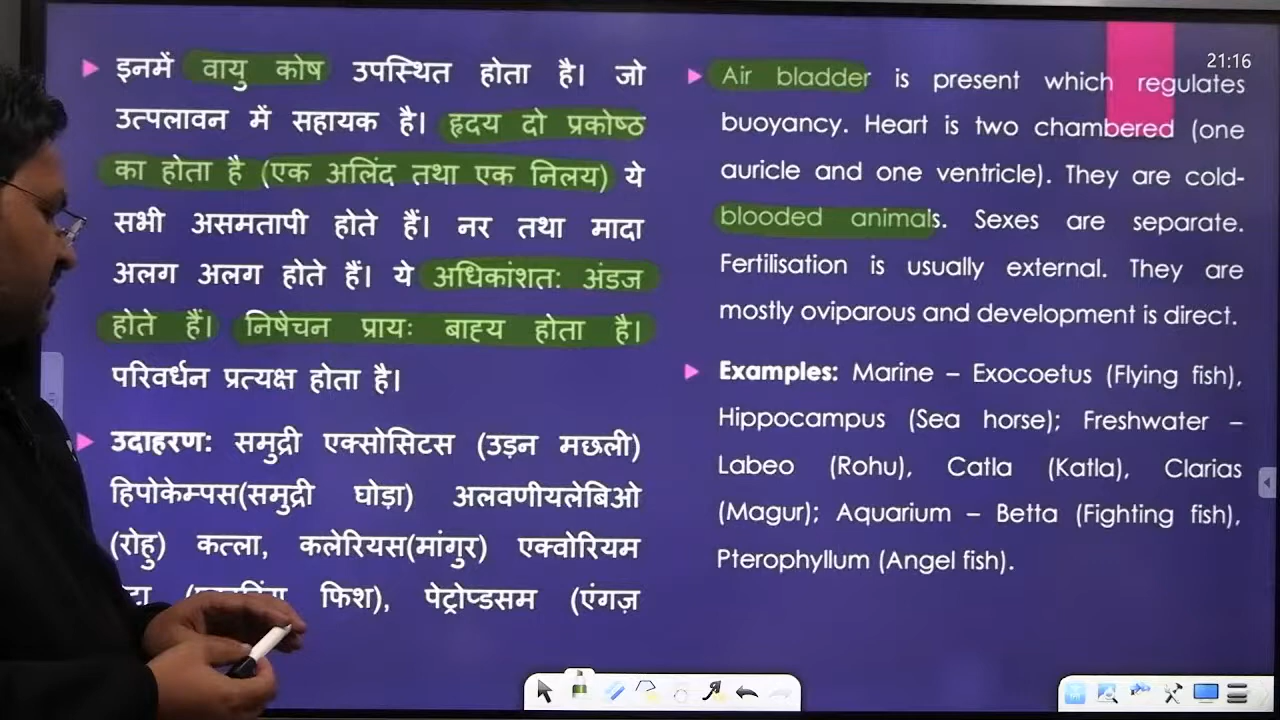 इनमें वायु कोष उपस्थित होता है। जो
उत्पलावन में सहायक है। हृदय दो प्रकोष्ठ
का होता है (एक अलिंद तथा एक निलय) ये
सभी असमतापी होते हैं। नर तथा मादा
अलग अलग होते हैं। ये अधिकांशत: अंडज
होते हैं। निषेचन प्रायः बाह्य होता है।
परिवर्धन प्रत्यक्ष होता है।
उदाहरण: समुद्री एक्सोसिटस (उड़न मछली)
हिपोकेम्पस(समुद्री घोड़ा) अलवणीयलेबिओ
(रोहु) कत्ला, कलेरियस(मांगुर) एक्वोरियम
फिश), पेट्रोप्डसम (एंगज़
21:16
Air bladder is present which regulates
buoyancy. Heart is two chambered (one
auricle and one ventricle). They are cold-
blooded animals. Sexes are separate.
Fertilisation is usually external. They are
mostly oviparous and development is direct.
Examples: Marine – Exocoetus (Flying fish),
Hippocampus (Sea horse); Freshwater –
Labeo (Rohu), Catla (Katla), Clarias
(Magur); Aquarium – Betta (Fighting fish),
Pterophyllum (Angel fish).